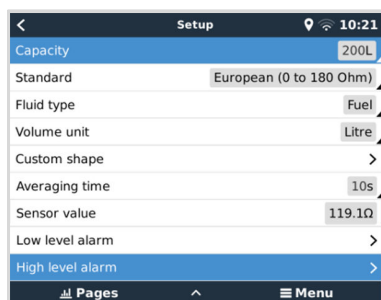 Setup 10:21
Capacity 200L
Standard European (0 to 180 Ohm)
Fluid type Fuel
Volume unit Litre
Custom shape
Averaging time 10s
Sensor value 119.1Ω
Low level alarm
High level alarm
Pages Menu